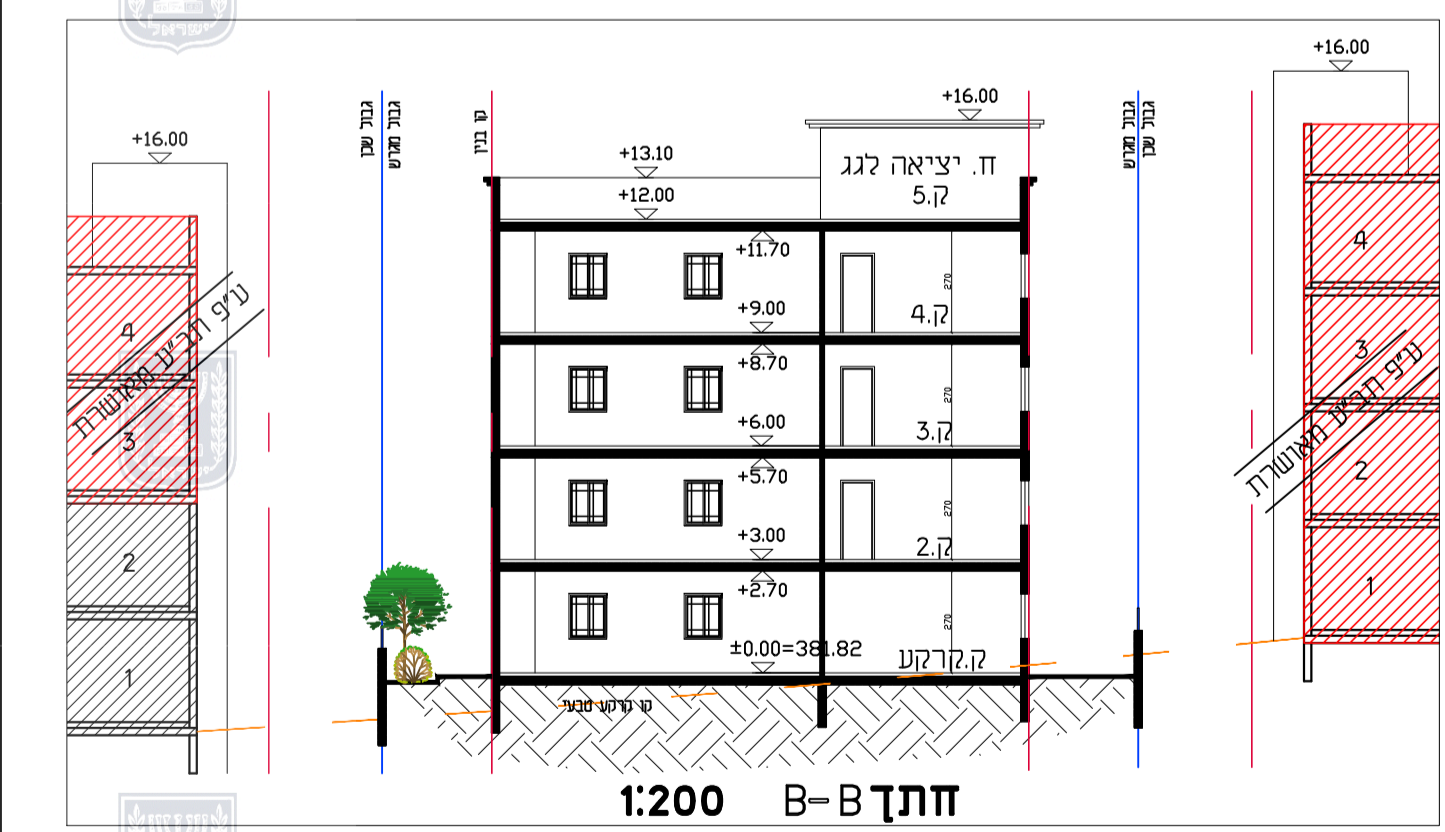 ישראל
+16.00
+16.00
+16.00
גבול שכן
גבול מגרש
קו בנין
גבול מגרש
גבול שכן
+13.10
+12.00
ח. יציאה לגג
ק.5
+11.70
+9.00
270
ק.4
+8.70
+6.00
270
ק.3
+5.70
+3.00
270
ק.2
+2.70
±0.00=381.82
270
ק.קרקע
קו קרקע טבעי
4
3
2
1
ע"פ תב"ע מאושרת
4
3
2
1
ע"פ תב"ע מאושרת
חתך B-B 1:200